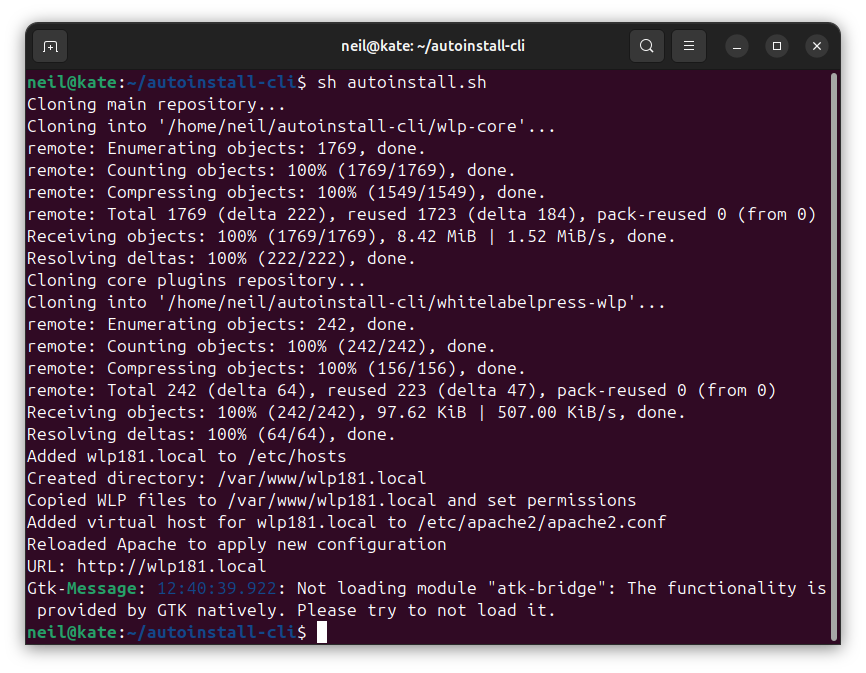 neil@kate: ~/autoinstall-cli
neil@kate:~/autoinstall-cli$ sh autoinstall.sh
Cloning main repository...
Cloning into '/home/neil/autoinstall-cli/wlp-core'...
remote: Enumerating objects: 1769, done.
remote: Counting objects: 100% (1769/1769), done.
remote: Compressing objects: 100% (1549/1549), done.
remote: Total 1769 (delta 222), reused 1723 (delta 184), pack-reused 0 (from 0)
Receiving objects: 100% (1769/1769), 8.42 MiB | 1.52 MiB/s, done.
Resolving deltas: 100% (222/222), done.
Cloning core plugins repository...
Cloning into '/home/neil/autoinstall-cli/whitelabelpress-wlp'...
remote: Enumerating objects: 242, done.
remote: Counting objects: 100% (242/242), done.
remote: Compressing objects: 100% (156/156), done.
remote: Total 242 (delta 64), reused 223 (delta 47), pack-reused 0 (from 0)
Receiving objects: 100% (242/242), 97.62 KiB | 507.00 KiB/s, done.
Resolving deltas: 100% (64/64), done.
Added wlp181.local to /etc/hosts
Created directory: /var/www/wlp181.local
Copied WLP files to /var/www/wlp181.local and set permissions
Added virtual host for wlp181.local to /etc/apache2/apache2.conf
Reloaded Apache to apply new configuration
URL: http://wlp181.local
Gtk-Message: 12:40:39.922: Not loading module "atk-bridge": The functionality is
 provided by GTK natively. Please try to not load it.
neil@kate:~/autoinstall-cli$